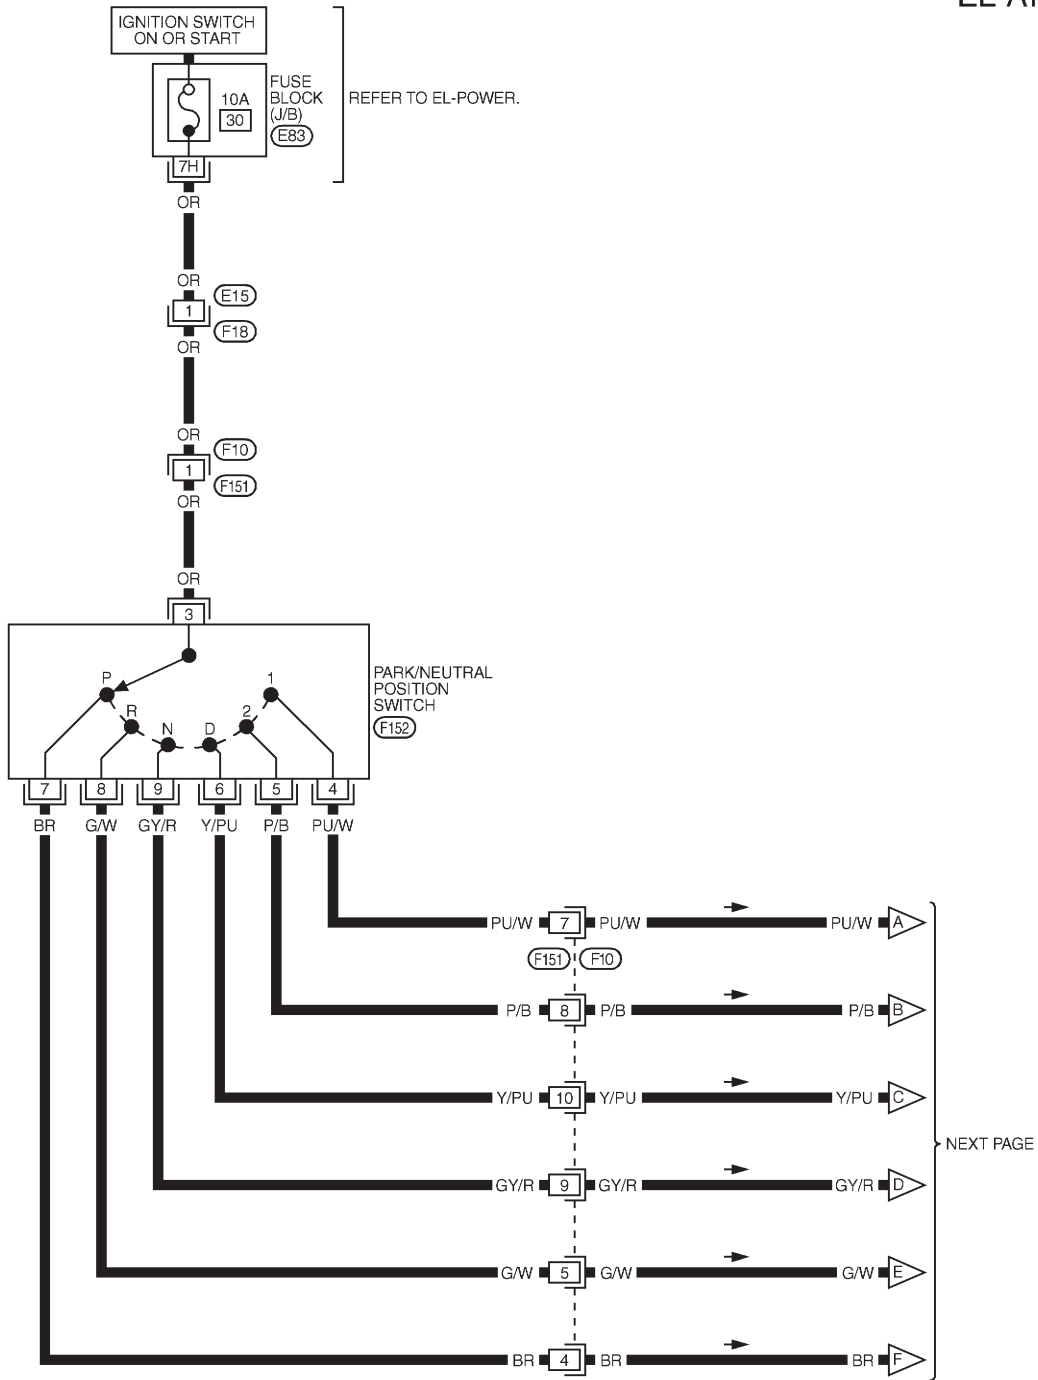 IGNITION SWITCH
ON OR START
10A
30
FUSE
BLOCK
(J/B)
E83
REFER TO EL-POWER.
7H
OR
OR
E15
1
F18
OR
OR
F10
1
F151
OR
OR
3
PARK/NEUTRAL
POSITION
SWITCH
F152
P
R
N
D
2
1
7 8 9 6 5 4
BR G/W GY/R Y/PU P/B PU/W
PU/W 7 PU/W PU/W A
F151 F10
P/B 8 P/B P/B B
Y/PU 10 Y/PU Y/PU C
NEXT PAGE
GY/R 9 GY/R GY/R D
G/W 5 G/W G/W E
BR 4 BR BR F